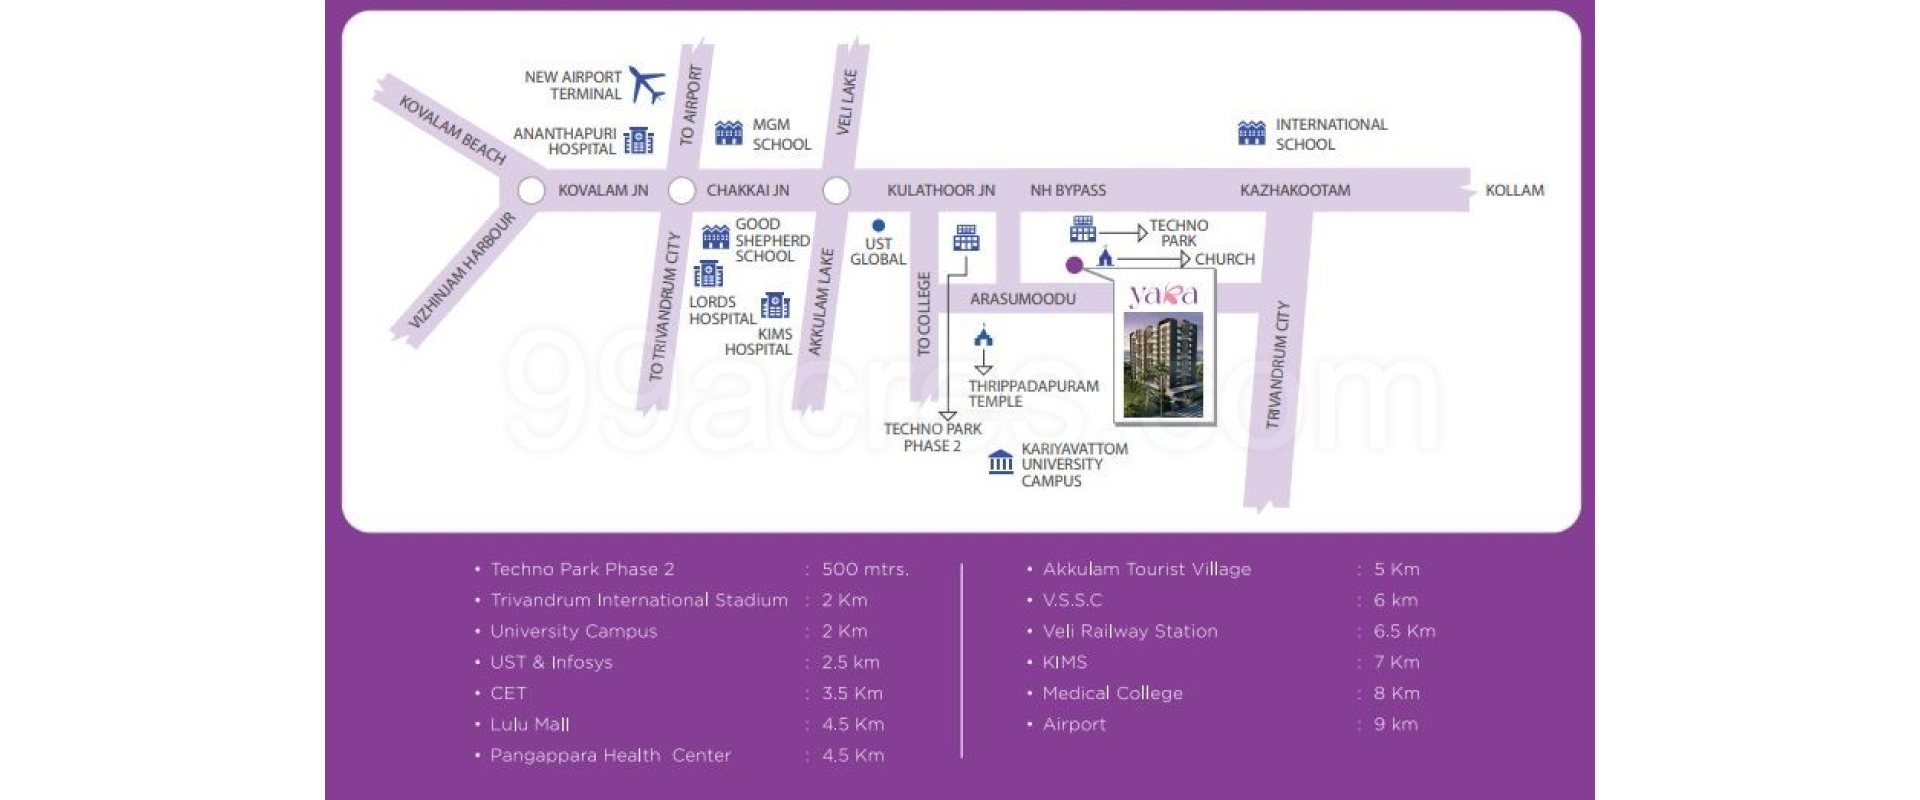 NEW AIRPORT
TERMINAL
TO AIRPORT
VELI LAKE
KOVALAM BEACH
ANANTHAPURI
HOSPITAL
MGM
SCHOOL
INTERNATIONAL
SCHOOL
KOVALAM JN
CHAKKAI JN
KULATHOOR JN
NH BYPASS
KAZHAKOOTAM
KOLLAM
VIZHINJAM HARBOUR
TO TRIVANDRUM CITY
GOOD
SHEPHERD
SCHOOL
LORDS
HOSPITAL
KIMS
HOSPITAL
AKKULAM LAKE
UST
GLOBAL
TO COLLEGE
TECHNO
PARK
CHURCH
ARASUMOODU
yara
TRIVANDRUM CITY
THRIPPADAPURAM
TEMPLE
TECHNO PARK
PHASE 2
KARIYAVATTOM
UNIVERSITY
CAMPUS
99acres.com
• Techno Park Phase 2 : 500 mtrs.
• Trivandrum International Stadium : 2 Km
• University Campus : 2 Km
• UST & Infosys : 2.5 km
• CET : 3.5 Km
• Lulu Mall : 4.5 Km
• Pangappara Health Center : 4.5 Km
• Akkulam Tourist Village : 5 Km
• V.S.S.C : 6 km
• Veli Railway Station : 6.5 Km
• KIMS : 7 Km
• Medical College : 8 Km
• Airport : 9 km